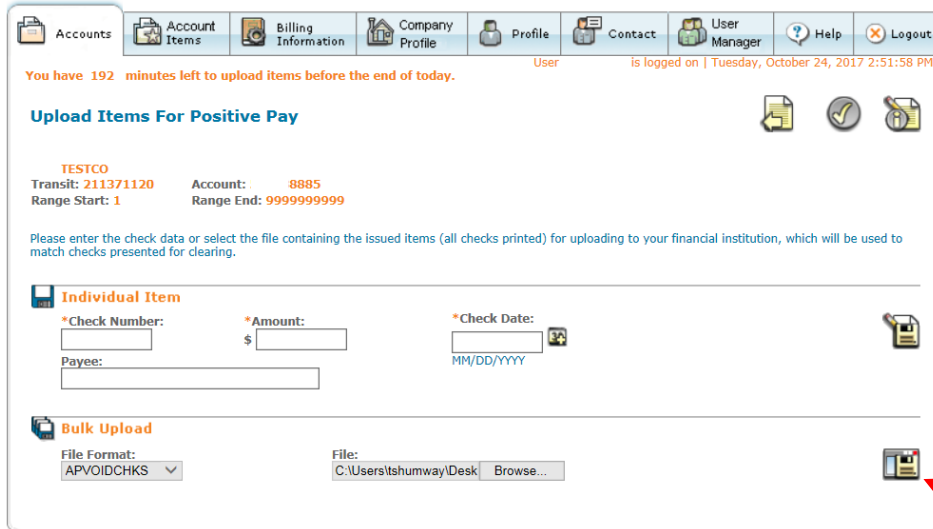 Accounts
Account Items
Billing Information
Company Profile
Profile
Contact
User Manager
Help
Logout
You have 192 minutes left to upload items before the end of today.
User is logged on | Tuesday, October 24, 2017 2:51:58 PM
Upload Items For Positive Pay
TESTCO
Transit: 211371120 Account: 8885
Range Start: 1 Range End: 9999999999
Please enter the check data or select the file containing the issued items (all checks printed) for uploading to your financial institution, which will be used to
match checks presented for clearing.
Individual Item
*Check Number: *Amount: *Check Date:
$
MM/DD/YYYY
Payee:
Bulk Upload
File Format: File:
APVOIDCHKS C:\Users\tshumway\Desk Browse...